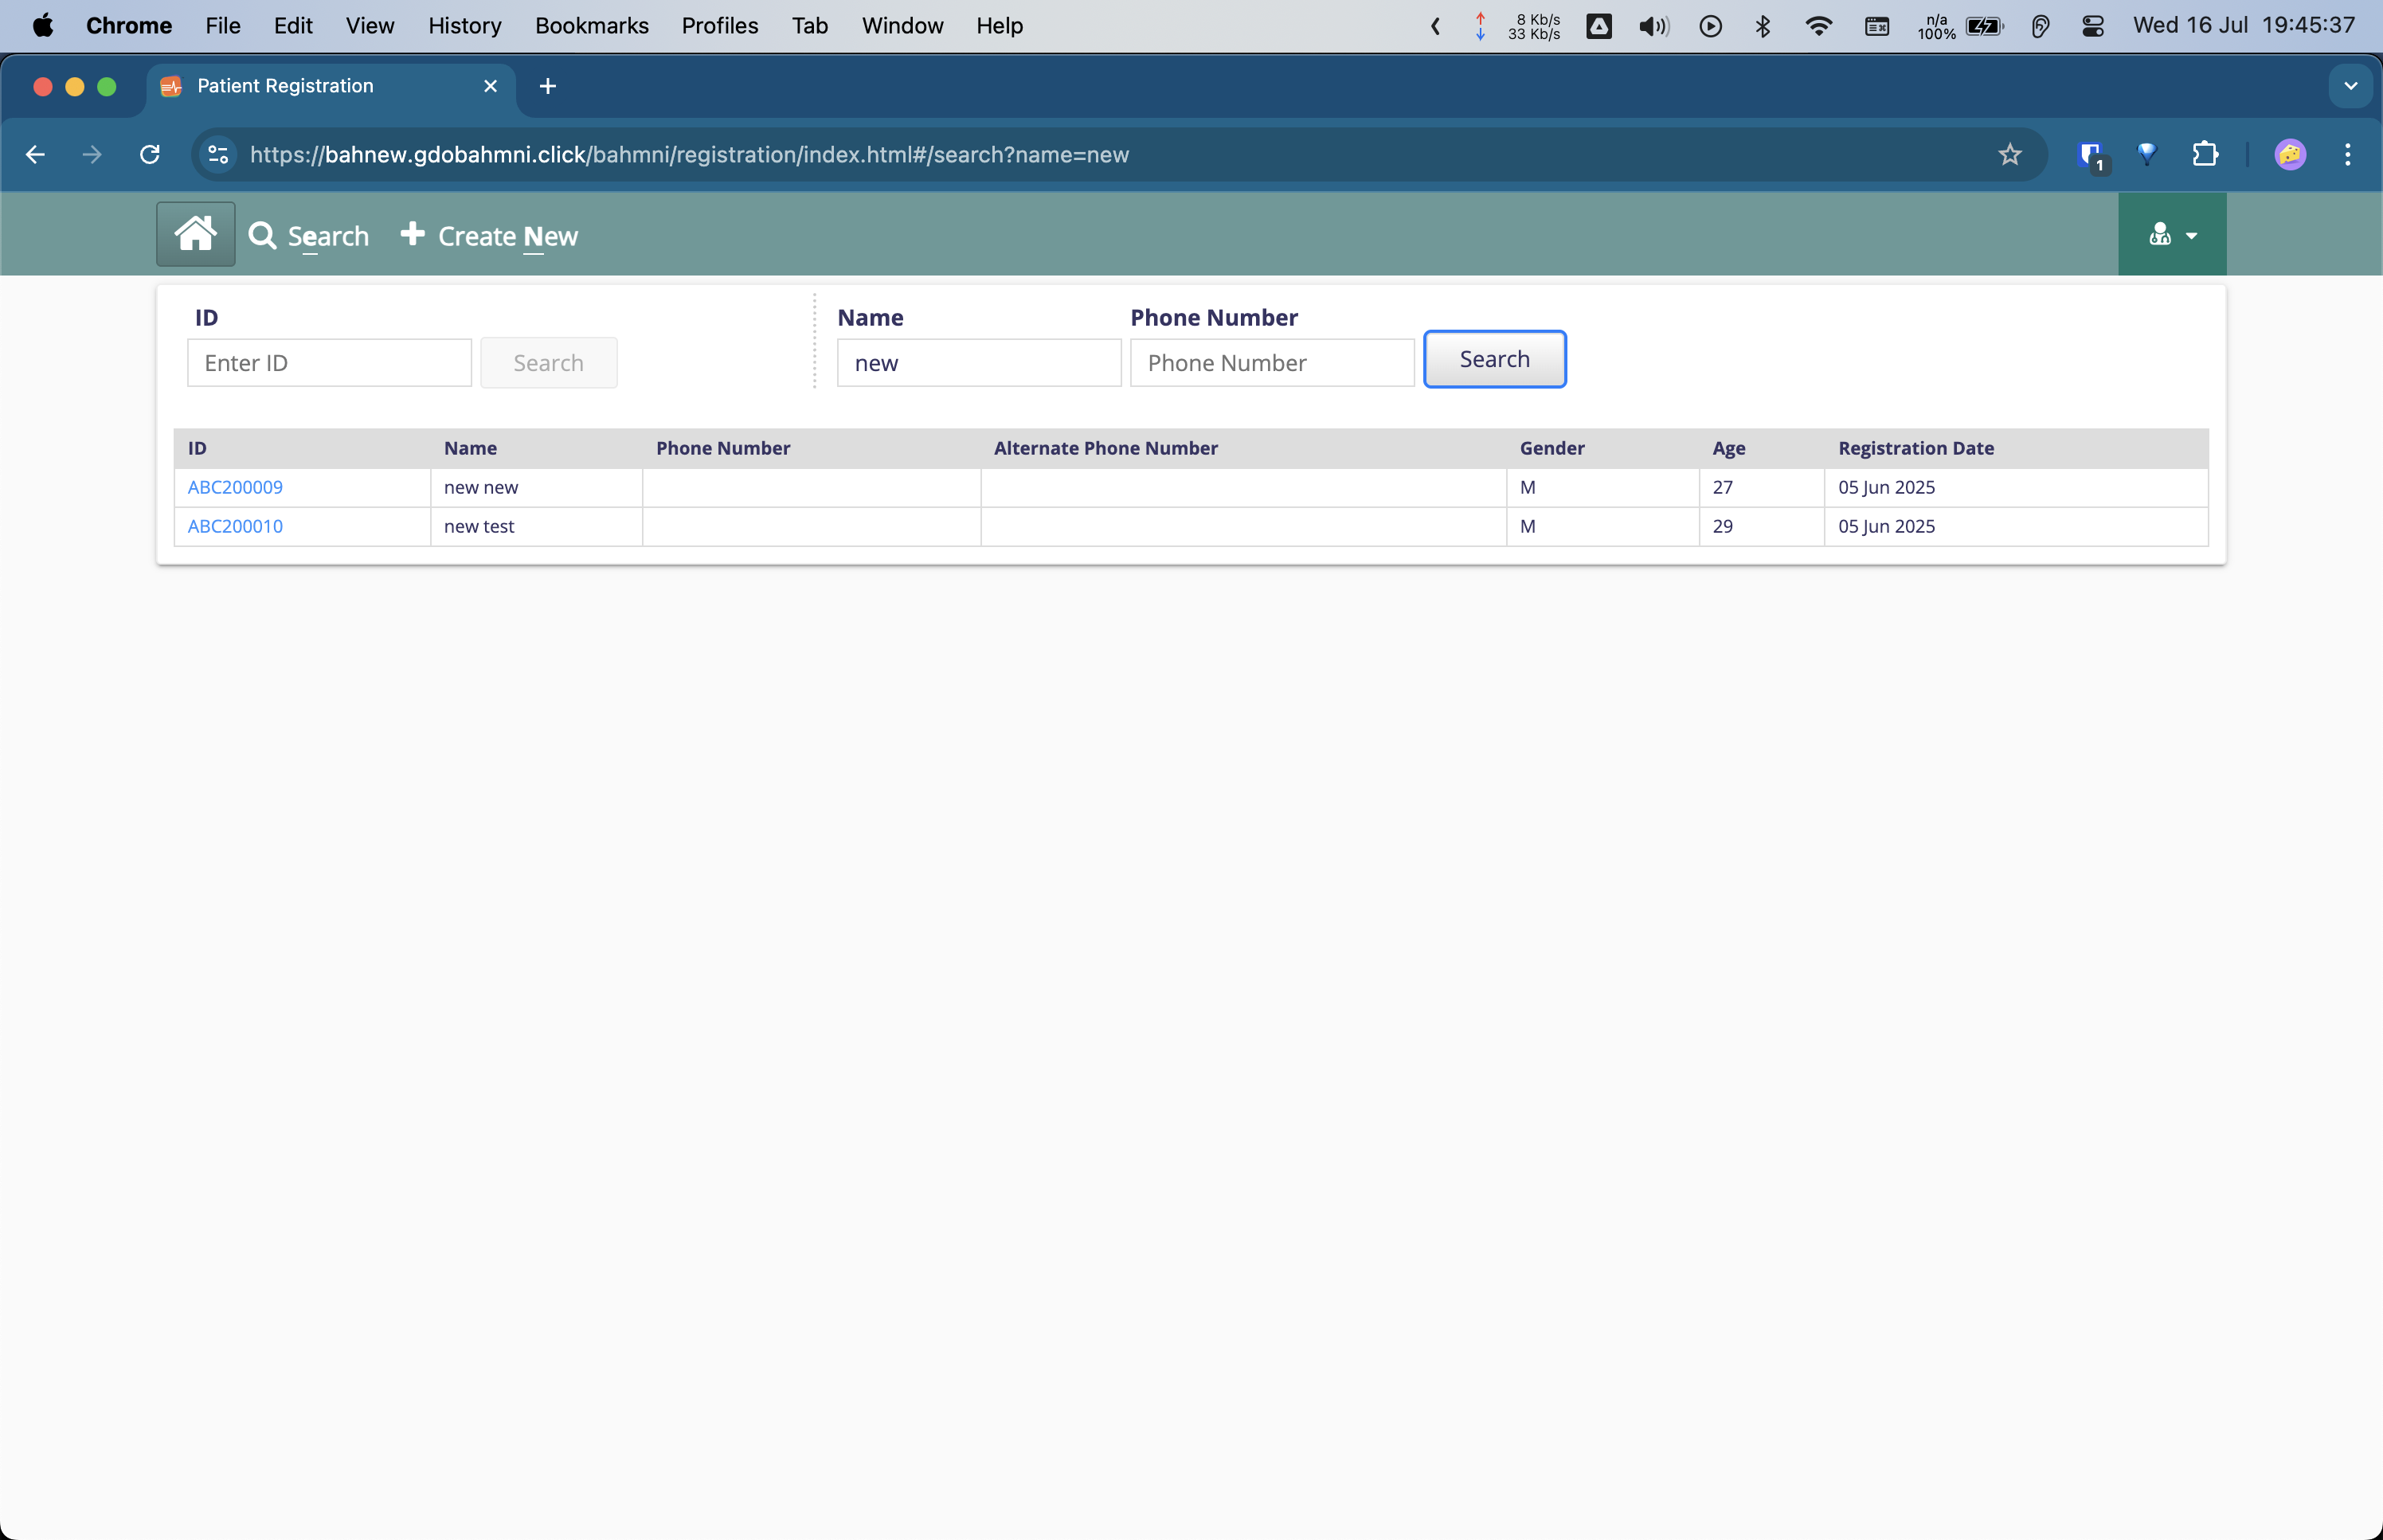 Chrome File Edit View History Bookmarks Profiles Tab Window Help 8 Kb/s 33 Kb/s n/a 100% Wed 16 Jul 19:45:37
Patient Registration
https://bahnew.gdobahmni.click/bahmni/registration/index.html#/search?name=new 1
Search Create New
ID Name Phone Number
Enter ID Search new Phone Number Search
ID Name Phone Number Alternate Phone Number Gender Age Registration Date
ABC200009 new new M 27 05 Jun 2025
ABC200010 new test M 29 05 Jun 2025